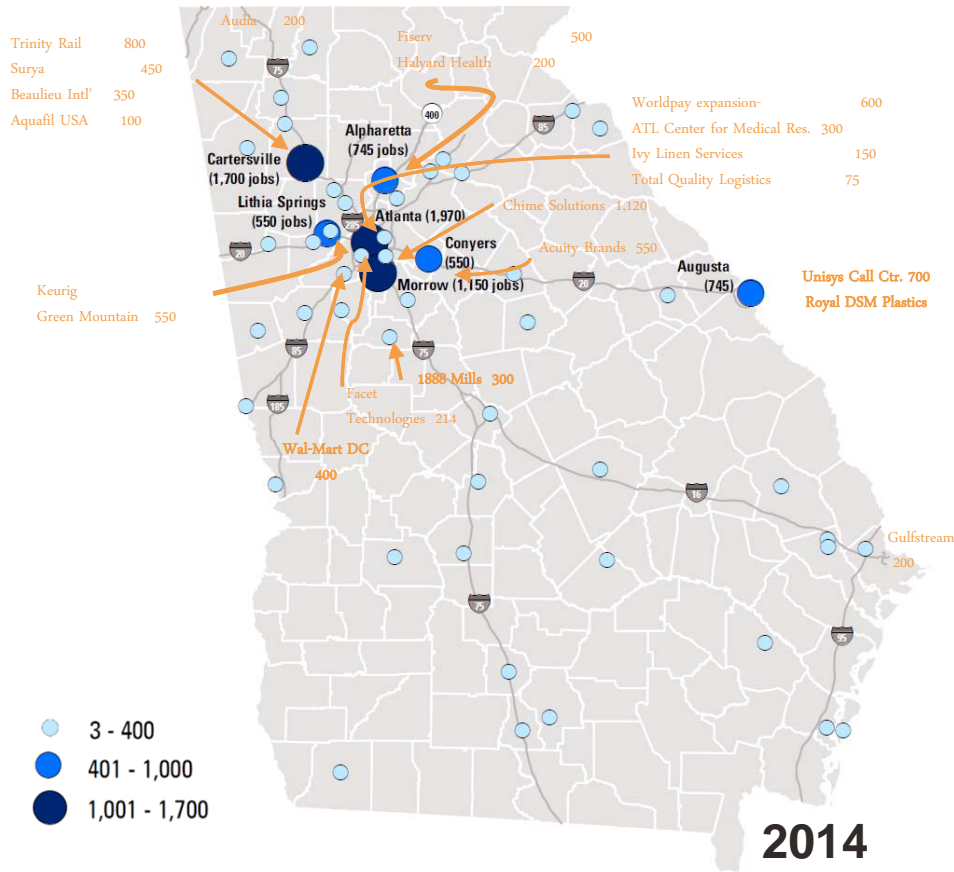 Audia 200
Trinity Rail 800
Surya 450
Beaulieu Intl' 350
Aquafil USA 100
Fiserv 500
Halyard Health 200
Worldpay expansion- 600
ATL Center for Medical Res. 300
Ivy Linen Services 150
Total Quality Logistics 75
75
400
85
Alpharetta
(745 jobs)
Cartersville
(1,700 jobs)
Lithia Springs
(550 jobs)
285
Atlanta (1,970)
Chime Solutions 1,120
20
Conyers
(550)
Acuity Brands 550
Morrow (1,150 jobs)
20
Augusta
(745)
Unisys Call Ctr. 700
Royal DSM Plastics
Keurig
Green Mountain 550
85
75
1888 Mills 300
185
Facet
Technologies 214
Wal-Mart DC
400
16
Gulfstream
200
75
95
3 - 400
401 - 1,000
1,001 - 1,700
2014